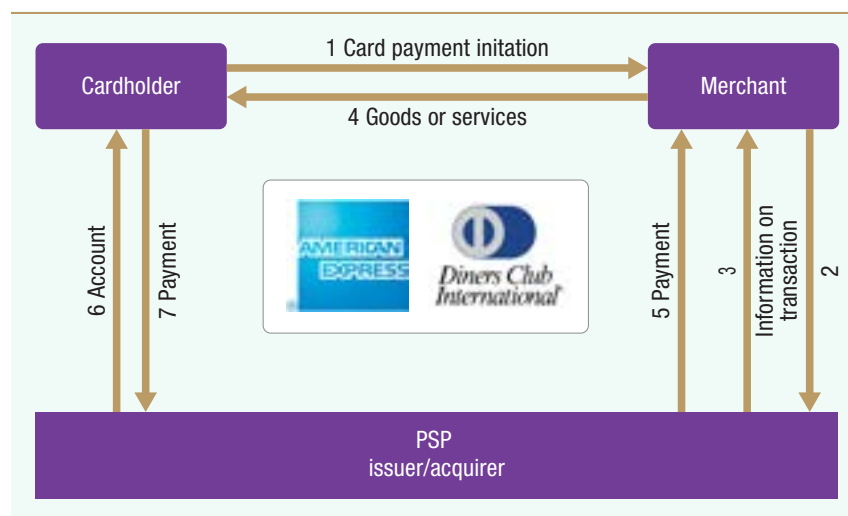 1 Card payment initation
Cardholder
Merchant
4 Goods or services
AMERICAN
EXPRESS
Diners Club
International
6 Account
7 Payment
5 Payment
3
Information on
transaction
2
PSP
issuer/acquirer